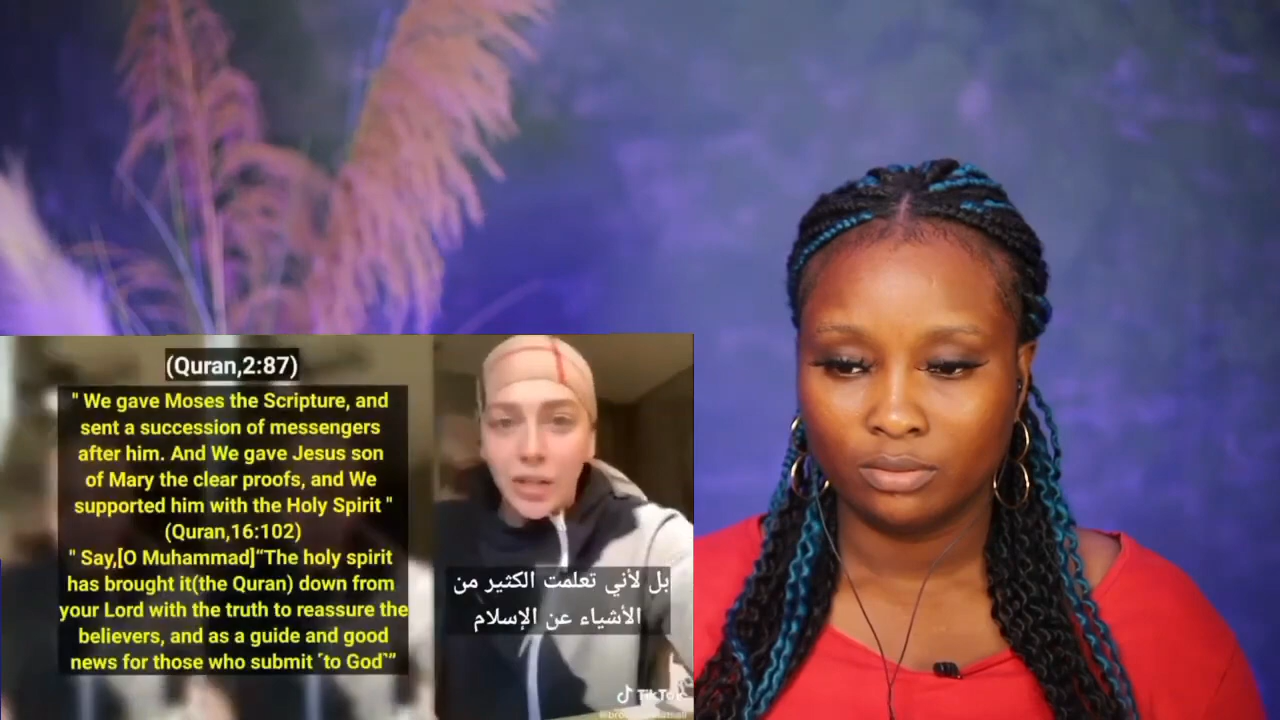 (Quran,2:87)
" We gave Moses the Scripture, and
sent a succession of messengers
after him. And We gave Jesus son
of Mary the clear proofs, and We
supported him with the Holy Spirit "
(Quran,16:102)
" Say,[O Muhammad]“The holy spirit
has brought it(the Quran) down from
your Lord with the truth to reassure the
believers, and as a guide and good
news for those who submit ˹to God˺”
بل لأني تعلمت الكثير من
الأشياء عن الإسلام
TikTok